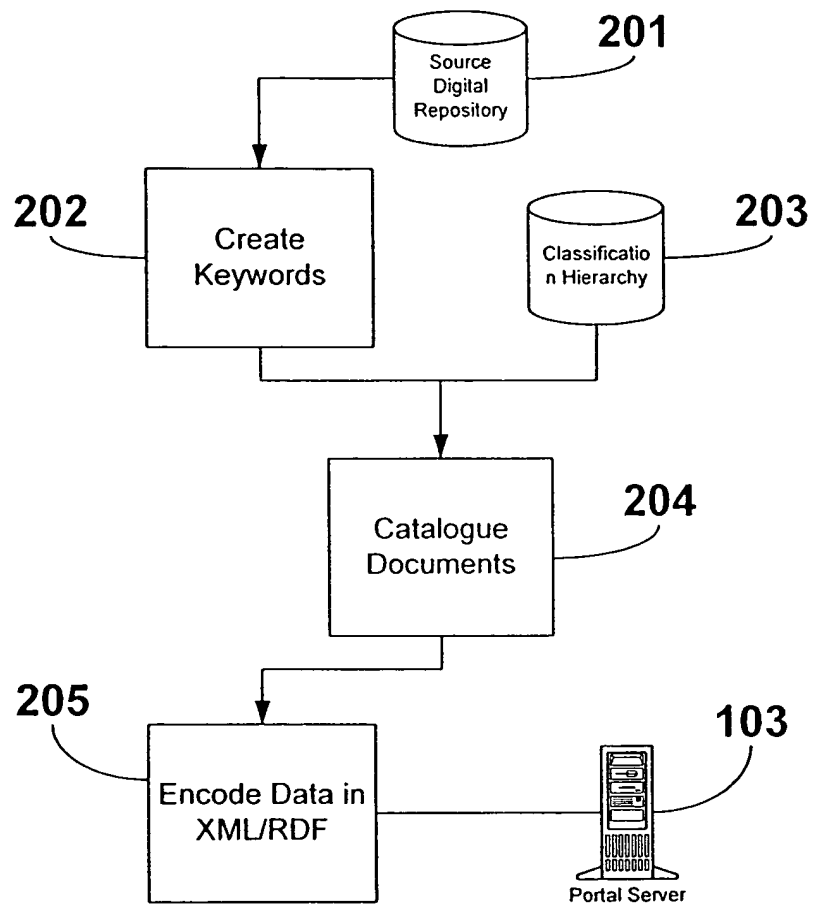 201
Source
Digital
Repository
202
Create
Keywords
203
Classificatio
n Hierarchy
204
Catalogue
Documents
205
Encode Data in
XML/RDF
103
Portal Server